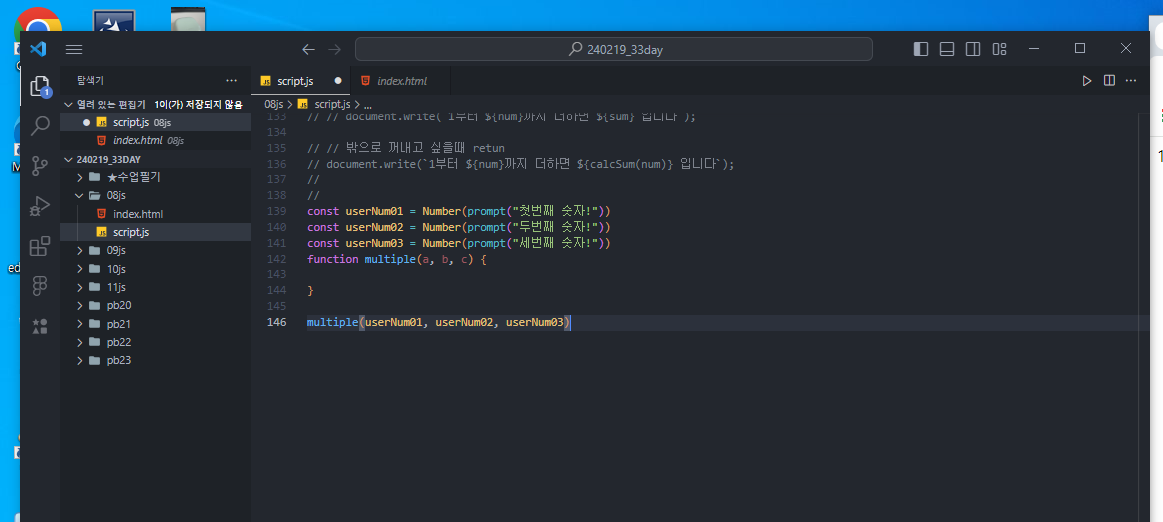 240219_33day
탐색기
script.js
index.html
열려 있는 편집기 1이(가) 저장되지 않음
script.js 08js
index.html 08js
240219_33DAY
★수업필기
08js
index.html
script.js
09js
10js
11js
pb20
pb21
pb22
pb23
1
08js > script.js > ...
133 // // document.write(`1부터 ${num}까지 더하면 ${sum} 입니다`);
134
135 // // 밖으로 꺼내고 싶을때 retun
136 // document.write(`1부터 ${num}까지 더하면 ${calcSum(num)} 입니다`);
137 //
138 //
139 const userNum01 = Number(prompt("첫번째 숫자!"))
140 const userNum02 = Number(prompt("두번째 숫자!"))
141 const userNum03 = Number(prompt("세번째 숫자!"))
142 function multiple(a, b, c) {
143
144 }
145
146 multiple(userNum01, userNum02, userNum03)